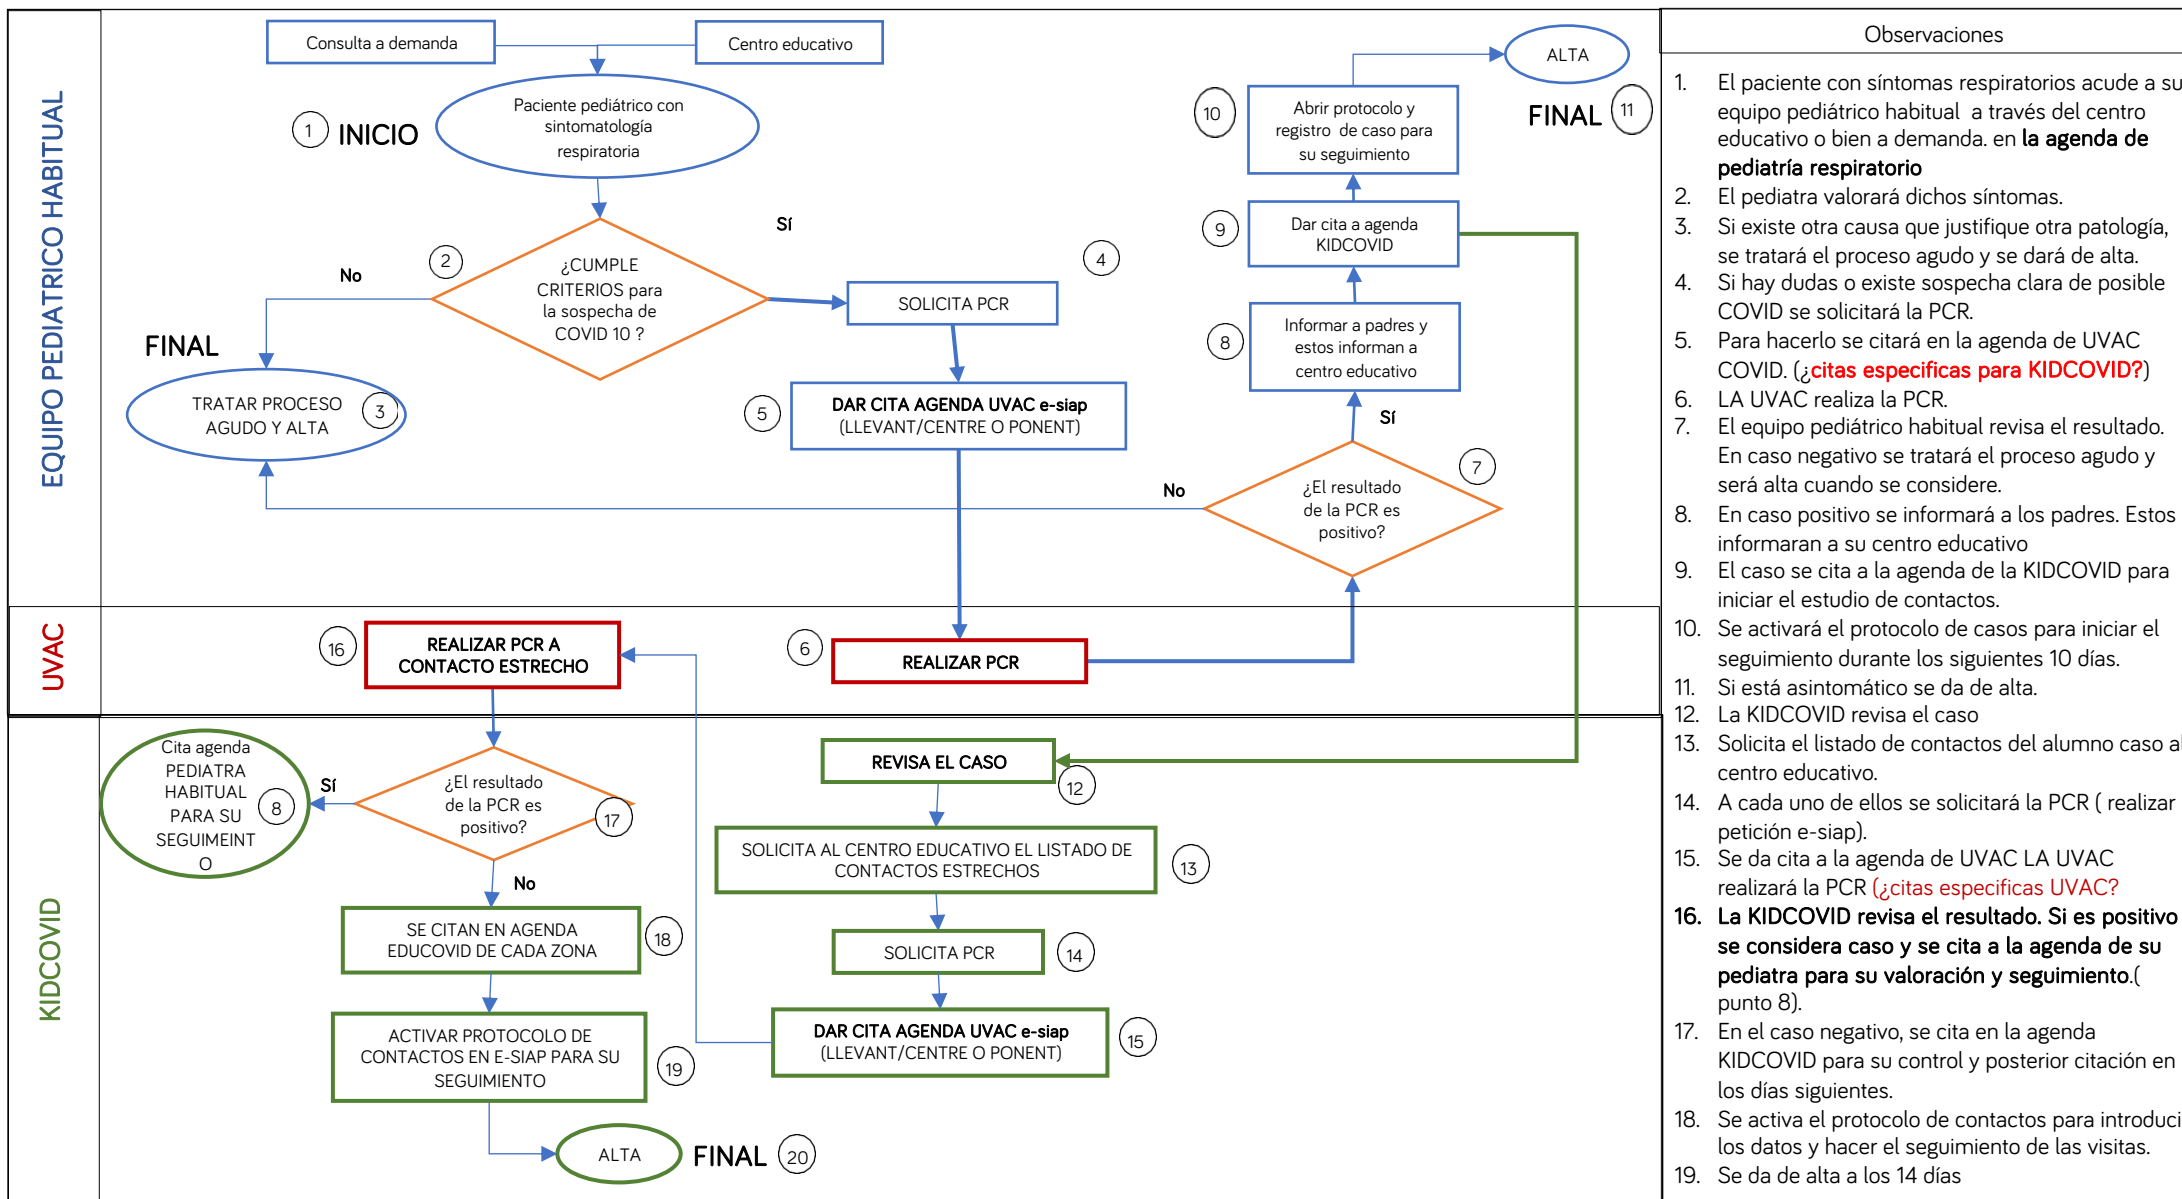 EQUIPO PEDIATRICO HABITUAL
Consulta a demanda
Centro educativo
1
INICIO
Paciente pediátrico con
sintomatología
respiratoria
2
¿CUMPLE
CRITERIOS para
la sospecha de
COVID 10 ?
No
Sí
FINAL
TRATAR PROCESO
AGUDO Y ALTA
3
4
SOLICITA PCR
5
DAR CITA AGENDA UVAC e-siap
(LLEVANT/CENTRE O PONENT)
ALTA
FINAL
11
10
Abrir protocolo y
registro de caso para
su seguimiento
9
Dar cita a agenda
KIDCOVID
8
Informar a padres y
estos informan a
centro educativo
Sí
7
¿El resultado
de la PCR es
positivo?
No
UVAC
16
REALIZAR PCR A
CONTACTO ESTRECHO
6
REALIZAR PCR
KIDCOVID
Cita agenda
PEDIATRA
HABITUAL
PARA SU
SEGUIMEINT
O
8
Sí
¿El resultado
de la PCR es
positivo?
17
No
SE CITAN EN AGENDA
EDUCOVID DE CADA ZONA
18
ACTIVAR PROTOCOLO DE
CONTACTOS EN E-SIAP PARA SU
SEGUIMIENTO
19
ALTA
FINAL
20
REVISA EL CASO
12
SOLICITA AL CENTRO EDUCATIVO EL LISTADO DE
CONTACTOS ESTRECHOS
13
SOLICITA PCR
14
DAR CITA AGENDA UVAC e-siap
(LLEVANT/CENTRE O PONENT)
15
Observaciones
1. El paciente con síntomas respiratorios acude a su
equipo pediátrico habitual a través del centro
educativo o bien a demanda. en la agenda de
pediatría respiratorio
2. El pediatra valorará dichos síntomas.
3. Si existe otra causa que justifique otra patología,
se tratará el proceso agudo y se dará de alta.
4. Si hay dudas o existe sospecha clara de posible
COVID se solicitará la PCR.
5. Para hacerlo se citará en la agenda de UVAC
COVID. (¿citas especificas para KIDCOVID?)
6. LA UVAC realiza la PCR.
7. El equipo pediátrico habitual revisa el resultado.
En caso negativo se tratará el proceso agudo y
será alta cuando se considere.
8. En caso positivo se informará a los padres. Estos
informaran a su centro educativo
9. El caso se cita a la agenda de la KIDCOVID para
iniciar el estudio de contactos.
10. Se activará el protocolo de casos para iniciar el
seguimiento durante los siguientes 10 días.
11. Si está asintomático se da de alta.
12. La KIDCOVID revisa el caso
13. Solicita el listado de contactos del alumno caso al
centro educativo.
14. A cada uno de ellos se solicitará la PCR ( realizar
petición e-siap).
15. Se da cita a la agenda de UVAC LA UVAC
realizará la PCR (¿citas especificas UVAC?
16. La KIDCOVID revisa el resultado. Si es positivo
se considera caso y se cita a la agenda de su
pediatra para su valoración y seguimiento.(
punto 8).
17. En el caso negativo, se cita en la agenda
KIDCOVID para su control y posterior citación en
los días siguientes.
18. Se activa el protocolo de contactos para introduci
los datos y hacer el seguimiento de las visitas.
19. Se da de alta a los 14 días